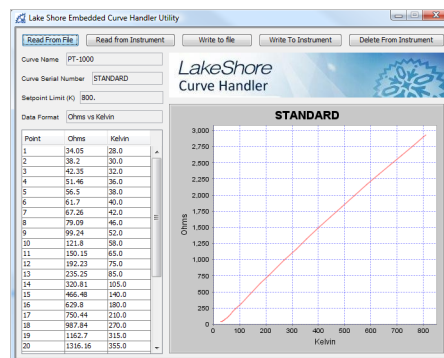 Lake Shore Embedded Curve Handler Utility
Read From File Read from Instrument Write to file Write To Instrument Delete From Instrument
Curve Name PT-1000
Curve Serial Number STANDARD
Setpoint Limit (K) 800.
Data Format Ohms vs Kelvin
LakeShore
Curve Handler
Point Ohms Kelvin
1 34.05 28.0
2 38.2 30.0
3 42.35 32.0
4 51.46 36.0
5 56.5 38.0
6 61.7 40.0
7 67.26 42.0
8 79.09 46.0
9 99.24 52.0
10 121.8 58.0
11 150.15 65.0
12 192.23 75.0
13 235.25 85.0
14 320.81 105.0
15 466.48 140.0
16 629.8 180.0
17 750.44 210.0
18 987.84 270.0
19 1162.7 315.0
20 1316.16 355.0
STANDARD
3,000
2,750
2,500
2,250
2,000
1,750
1,500
1,250
1,000
750
500
250
0
Ohms
0 100 200 300 400 500 600 700 800
Kelvin